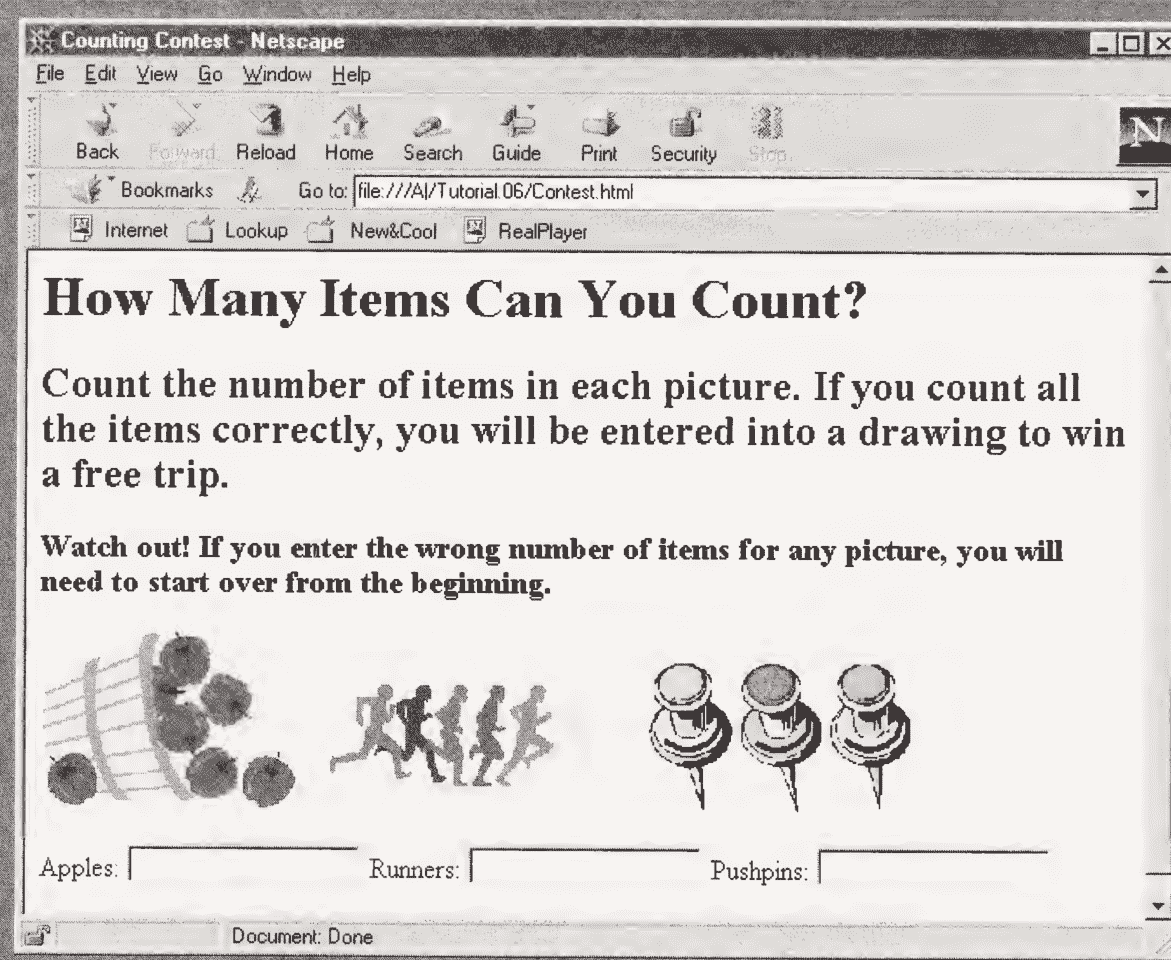 Counting Contest - Netscape
File Edit View Go Window Help
N
Back Forward Reload Home Search Guide Print Security Stop
Bookmarks Go to: file:///A|/Tutorial.06/Contest.html
Internet Lookup New&Cool RealPlayer
How Many Items Can You Count?
Count the number of items in each picture. If you count all
the items correctly, you will be entered into a drawing to win
a free trip.
Watch out! If you enter the wrong number of items for any picture, you will
need to start over from the beginning.
Apples: Runners: Pushpins:
Document: Done